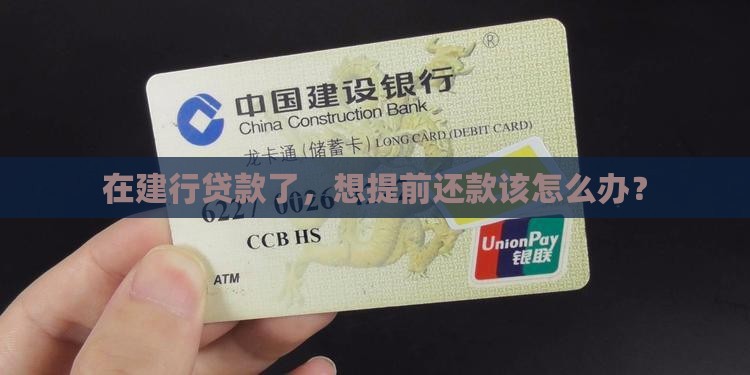 ®
中国建设银行
China Construction Bank
龙卡通(储蓄卡) LONG CARD (DEBIT CARD)
在建行贷款了，想提前还款该怎么办？
6227 0026
CCB HS
UnionPay
银联
ATM